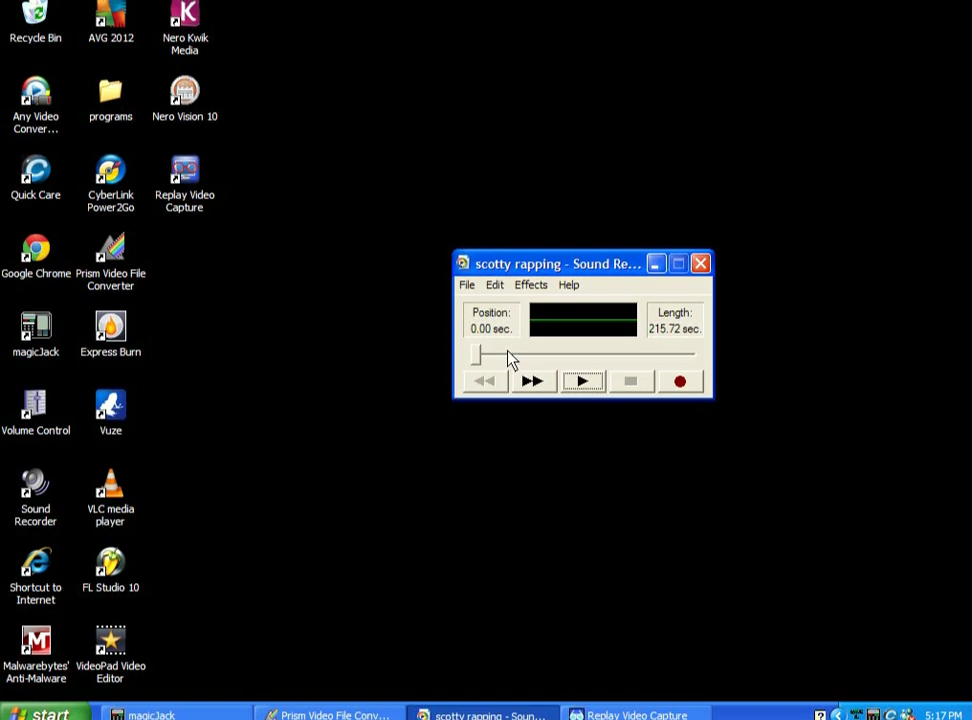 Recycle Bin
AVG 2012
Nero Kwik
Media
Any Video
Conver...
programs
Nero Vision 10
Quick Care
CyberLink
Power2Go
Replay Video
Capture
Google Chrome
Prism Video File
Converter
magicJack
Express Burn
Volume Control
Vuze
Sound
Recorder
VLC media
player
Shortcut to
Internet
FL Studio 10
Malwarebytes'
Anti-Malware
VideoPad Video
Editor
scotty rapping - Sound Re...
File Edit Effects Help
Position:
0.00 sec.
Length:
215.72 sec.
start
magicJack
Prism Video File Conv...
scotty rapping - Soun...
Replay Video Capture
5:17 PM